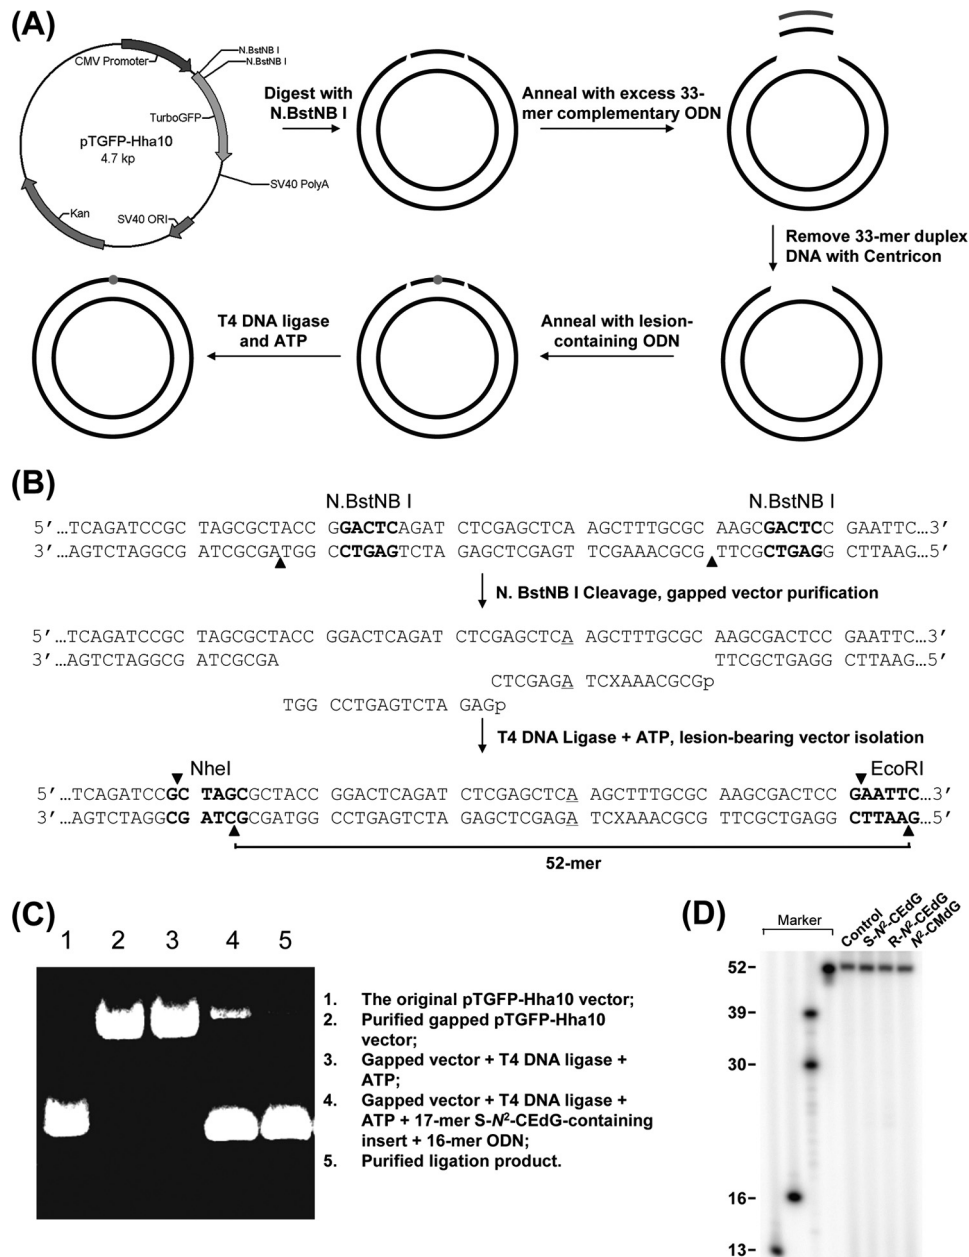 (A)
N.BstNB I
N.BstNB I
CMV Promoter
TurboGFP
pTGFP-Hha10
4.7 kp
SV40 PolyA
SV40 ORI
Kan
Digest with
N.BstNB I
Anneal with excess 33-
mer complementary ODN
Remove 33-mer duplex
DNA with Centricon
Anneal with lesion-
containing ODN
T4 DNA ligase
and ATP
(B)
N.BstNB I N.BstNB I
5′…TCAGATCCGC TAGCGCTACC GGACTCAGAT CTCGAGCTCA AGCTTTGCGC AAGCGACTCC GAATTC…3′
3′…AGTCTAGGCG ATCGCGATGG CCTGAGTCTA GAGCTCGAGT TCGAAACGCG TTCGCTGAGG CTTAAG…5′
N. BstNB I Cleavage, gapped vector purification
5′…TCAGATCCGC TAGCGCTACC GGACTCAGAT CTCGAGCTCA AGCTTTGCGC AAGCGACTCC GAATTC…3′
3′…AGTCTAGGCG ATCGCGA TTCGCTGAGG CTTAAG…5′
CTCGAGA TCXAAACGCGp
TGG CCTGAGTCTA GAGp
T4 DNA Ligase + ATP, lesion-bearing vector isolation
NheI EcoRI
5′…TCAGATCCGC TAGCGCTACC GGACTCAGAT CTCGAGCTCA AGCTTTGCGC AAGCGACTCC GAATTC…3′
3′…AGTCTAGGCG ATCGCGATGG CCTGAGTCTA GAGCTCGAGA TCXAAACGCG TTCGCTGAGG CTTAAG…5′
52-mer
(C)
1 2 3 4 5
1. The original pTGFP-Hha10 vector;
2. Purified gapped pTGFP-Hha10
vector;
3. Gapped vector + T4 DNA ligase +
ATP;
4. Gapped vector + T4 DNA ligase +
ATP + 17-mer S-N²-CEdG-containing
insert + 16-mer ODN;
5. Purified ligation product.
(D)
Marker
Control
S-N²-CEdG
R-N²-CEdG
N²-CMdG
52
39
30
16
13